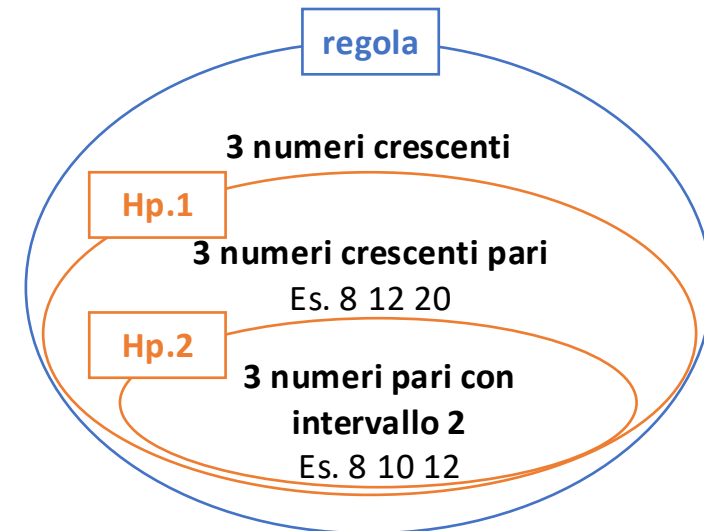 regola
3 numeri crescenti
Hp.1
3 numeri crescenti pari
Es. 8 12 20
Hp.2
3 numeri pari con
intervallo 2
Es. 8 10 12